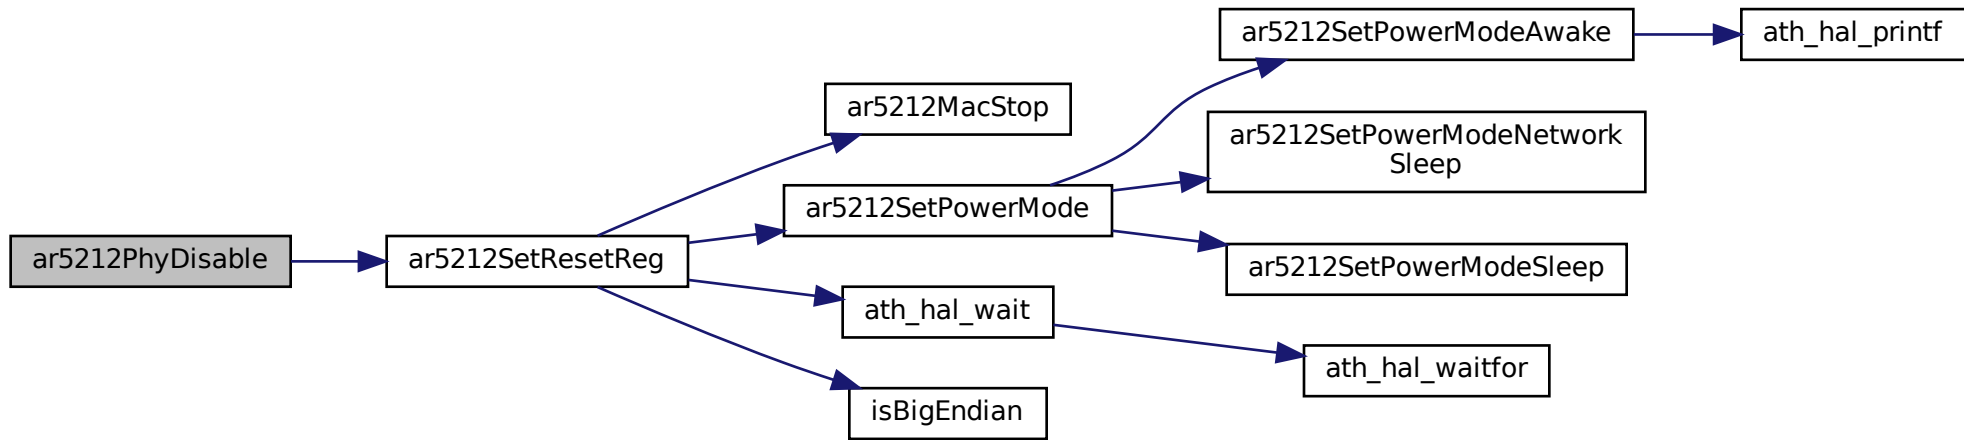 ar5212PhyDisable
ar5212SetResetReg
ar5212MacStop
ar5212SetPowerMode
ar5212SetPowerModeAwake
ath_hal_printf
ar5212SetPowerModeNetwork
Sleep
ar5212SetPowerModeSleep
ath_hal_wait
ath_hal_waitfor
isBigEndian